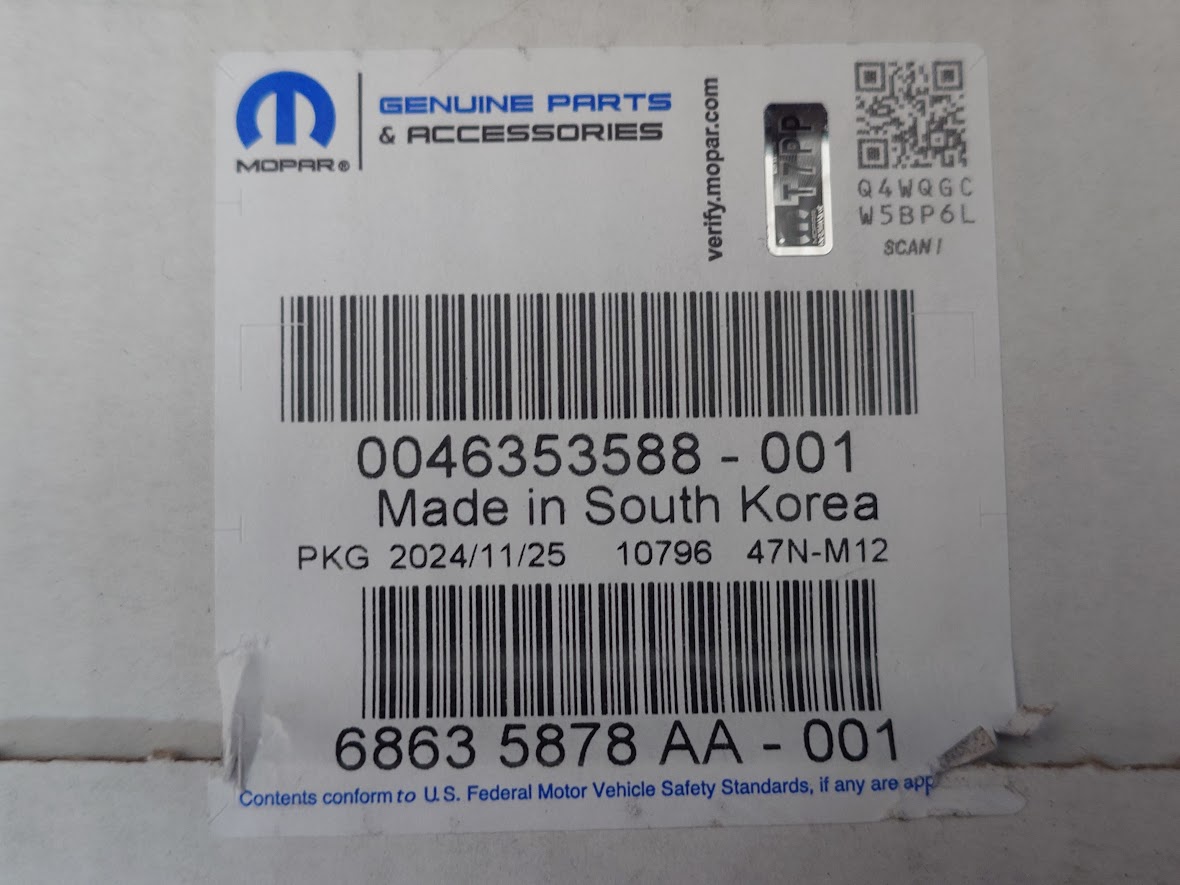 MOPAR®
GENUINE PARTS
& ACCESSORIES
verify.mopar.com
T7PP
Q4WQGC
W5BP6L
SCAN!
0046353588 - 001
Made in South Korea
PKG 2024/11/25 10796 47N-M12
6863 5878 AA - 001
Contents conform to U.S. Federal Motor Vehicle Safety Standards, if any are app